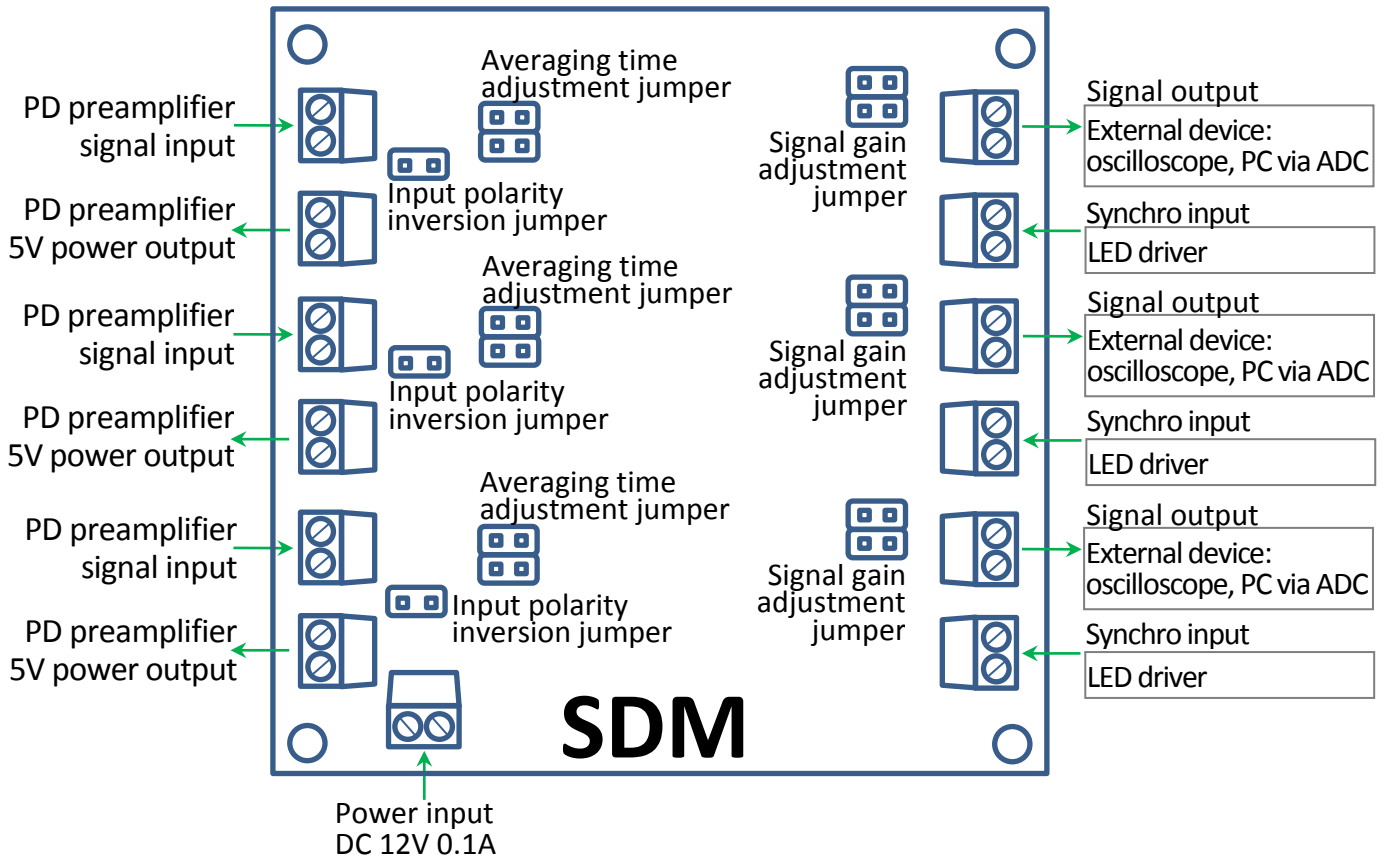 Averaging time
adjustment jumper
PD preamplifier
signal input
Input polarity
inversion jumper
Signal gain
adjustment
jumper
Signal output
External device:
oscilloscope, PC via ADC
PD preamplifier
5V power output
Synchro input
LED driver
Averaging time
adjustment jumper
PD preamplifier
signal input
Input polarity
inversion jumper
Signal gain
adjustment
jumper
Signal output
External device:
oscilloscope, PC via ADC
PD preamplifier
5V power output
Synchro input
LED driver
Averaging time
adjustment jumper
PD preamplifier
signal input
Input polarity
inversion jumper
Signal gain
adjustment
jumper
Signal output
External device:
oscilloscope, PC via ADC
PD preamplifier
5V power output
Synchro input
LED driver
SDM
Power input
DC 12V 0.1A